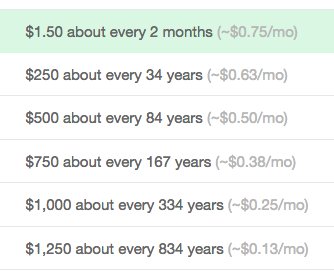 $1.50 about every 2 months (~$0.75/mo)
$250 about every 34 years (~$0.63/mo)
$500 about every 84 years (~$0.50/mo)
$750 about every 167 years (~$0.38/mo)
$1,000 about every 334 years (~$0.25/mo)
$1,250 about every 834 years (~$0.13/mo)